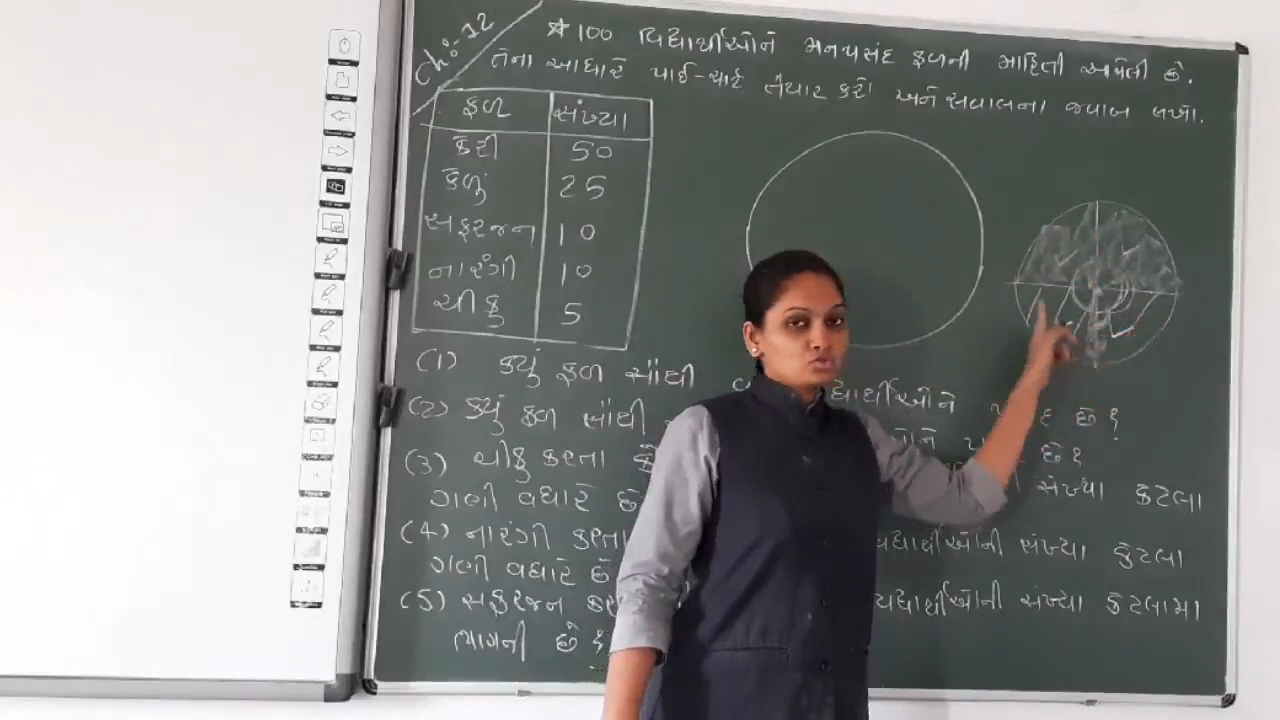 Ch:-12
★ 100 વિદ્યાર્થીઓને મનપસંદ ફળની માહિતી આપેલી છે.
તેના આધારે પાઈ-ચાર્ટ તૈયાર કરો અને સવાલના જવાબ લખો.
ફળ સંખ્યા
કેરી 50
કેળું 25
સફરજન 10
નારંગી 10
ચીકુ 5
(1) કયું ફળ સૌથી છે?
(2) કયું ફળ સૌથી છે?
(3) ચીકુ કરતા સંખ્યા કેટલા
ગણી વધારે છે
(4) નારંગી કરતા વિદ્યાર્થીઓની સંખ્યા કેટલા
ગણી વધારે છે
(5) સફરજન વિદ્યાર્થીઓની સંખ્યા કેટલામા
ભાગની છે?